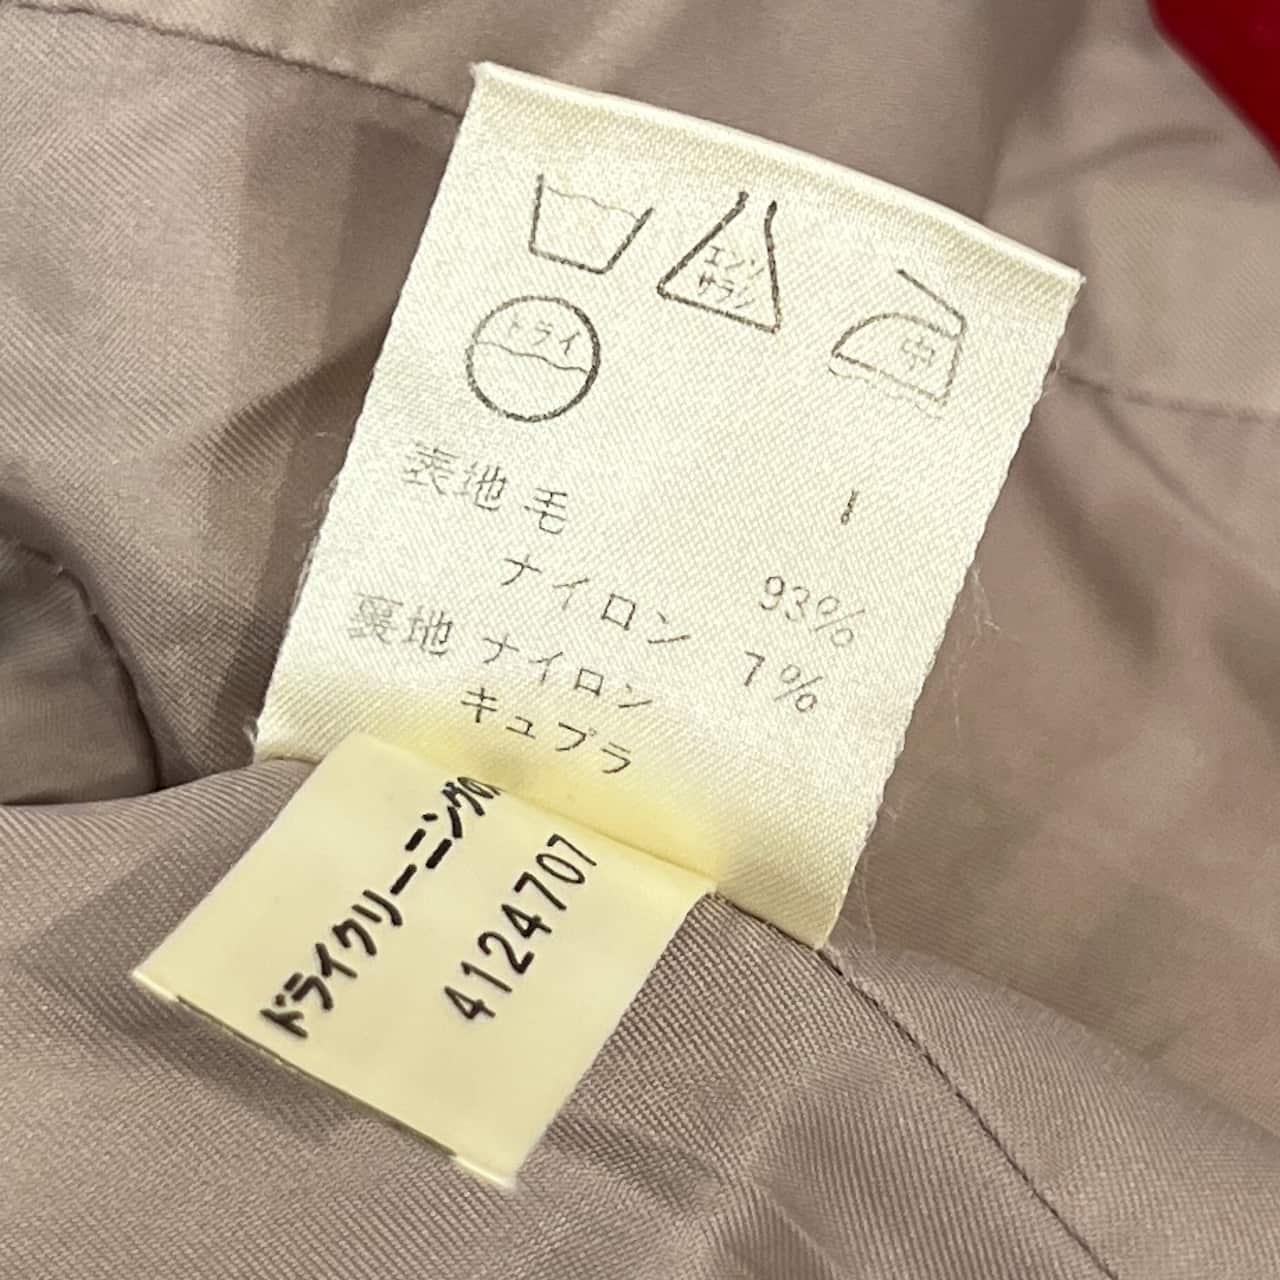 エンソ
サラシ
中
ドライ
I
表地 毛 93%
ナイロン 7%
裏地 ナイロン
キュプラ
ドライクリーニングの
4124707